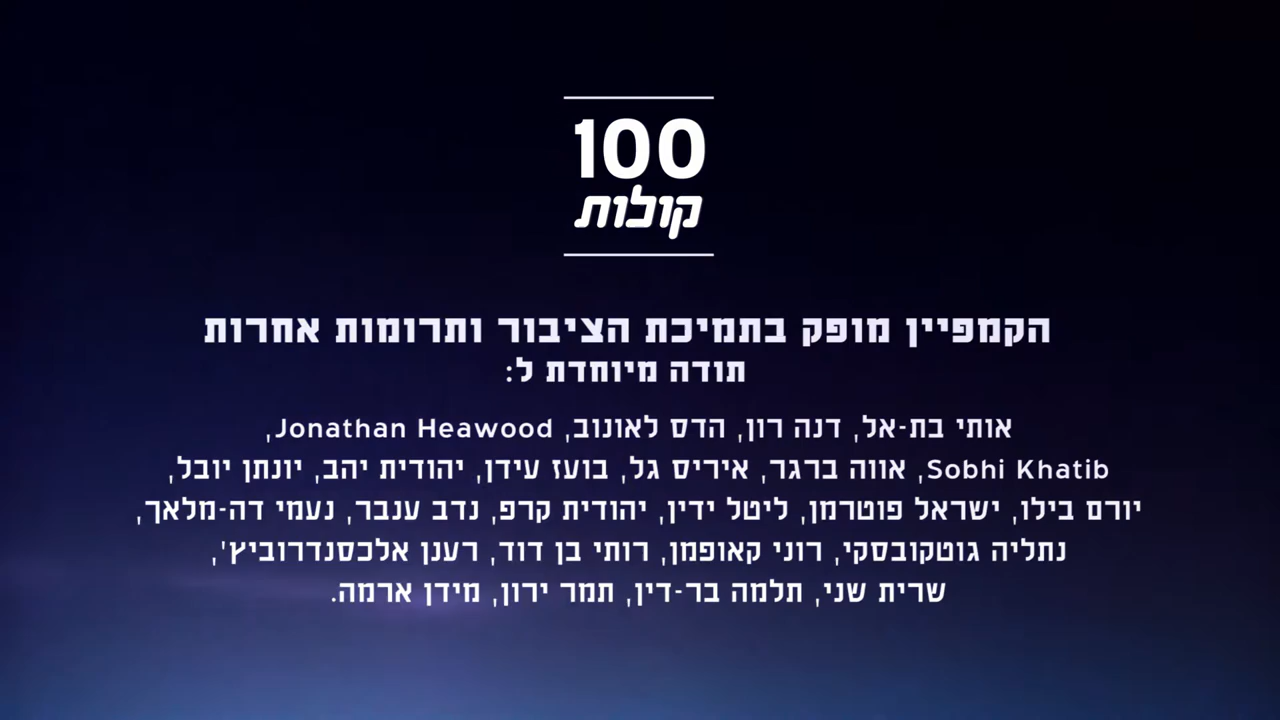 100
קולות
הקמפיין מופק בתמיכת הציבור ותרומות אחרות
תודה מיוחדת ל:
אותי בת-אל, דנה רון, הדס לאונוב, Jonathan Heawood,
Sobhi Khatib, אווה ברגר, איריס גל, בועז עידן, יהודית יהב, יונתן יובל,
יורם בילו, ישראל פוטרמן, ליטל ידין, יהודית קרפ, נדב ענבר, נעמי דה-מלאך,
נתליה גוטקובסקי, רוני קאופמן, רותי בן דוד, רענן אלכסנדרוביץ',
שרית שני, תלמה בר-דין, תמר ירון, מידן ארמה.